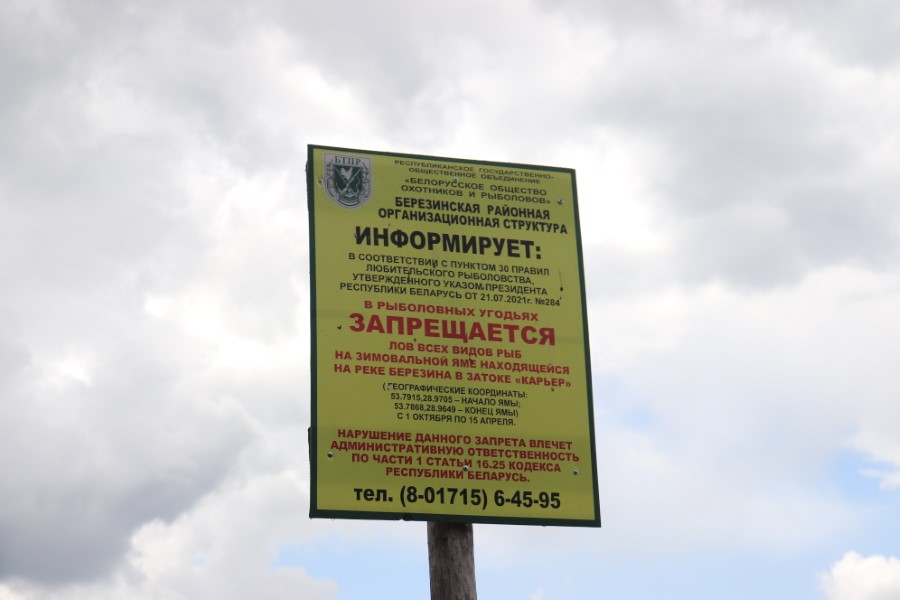 БТПР
РЕСПУБЛИКАНСКОЕ ГОСУДАРСТВЕННО-
ОБЩЕСТВЕННОЕ ОБЪЕДИНЕНИЕ
«БЕЛОРУССКОЕ ОБЩЕСТВО
ОХОТНИКОВ И РЫБОЛОВОВ»
БЕРЕЗИНСКАЯ РАЙОННАЯ
ОРГАНИЗАЦИОННАЯ СТРУКТУРА
ИНФОРМИРУЕТ:
В СООТВЕТСТВИИ С ПУНКТОМ 30 ПРАВИЛ
ЛЮБИТЕЛЬСКОГО РЫБОЛОВСТВА,
УТВЕРЖДЕННОГО УКАЗОМ ПРЕЗИДЕНТА
РЕСПУБЛИКИ БЕЛАРУСЬ ОТ 21.07.2021г. №284
В РЫБОЛОВНЫХ УГОДЬЯХ
ЗАПРЕЩАЕТСЯ
ЛОВ ВСЕХ ВИДОВ РЫБ
НА ЗИМОВАЛЬНОЙ ЯМЕ НАХОДЯЩЕЙСЯ
НА РЕКЕ БЕРЕЗИНА В ЗАТОКЕ «КАРЬЕР»
(ГЕОГРАФИЧЕСКИЕ КООРДИНАТЫ:
53.7915,28.9705 – НАЧАЛО ЯМЫ;
53.7868,28.9649 – КОНЕЦ ЯМЫ)
С 1 ОКТЯБРЯ ПО 15 АПРЕЛЯ.
НАРУШЕНИЕ ДАННОГО ЗАПРЕТА ВЛЕЧЕТ
АДМИНИСТРАТИВНУЮ ОТВЕТСТВЕННОСТЬ
ПО ЧАСТИ 1 СТАТЬИ 16.25 КОДЕКСА
РЕСПУБЛИКИ БЕЛАРУСЬ.
тел. (8-01715) 6-45-95